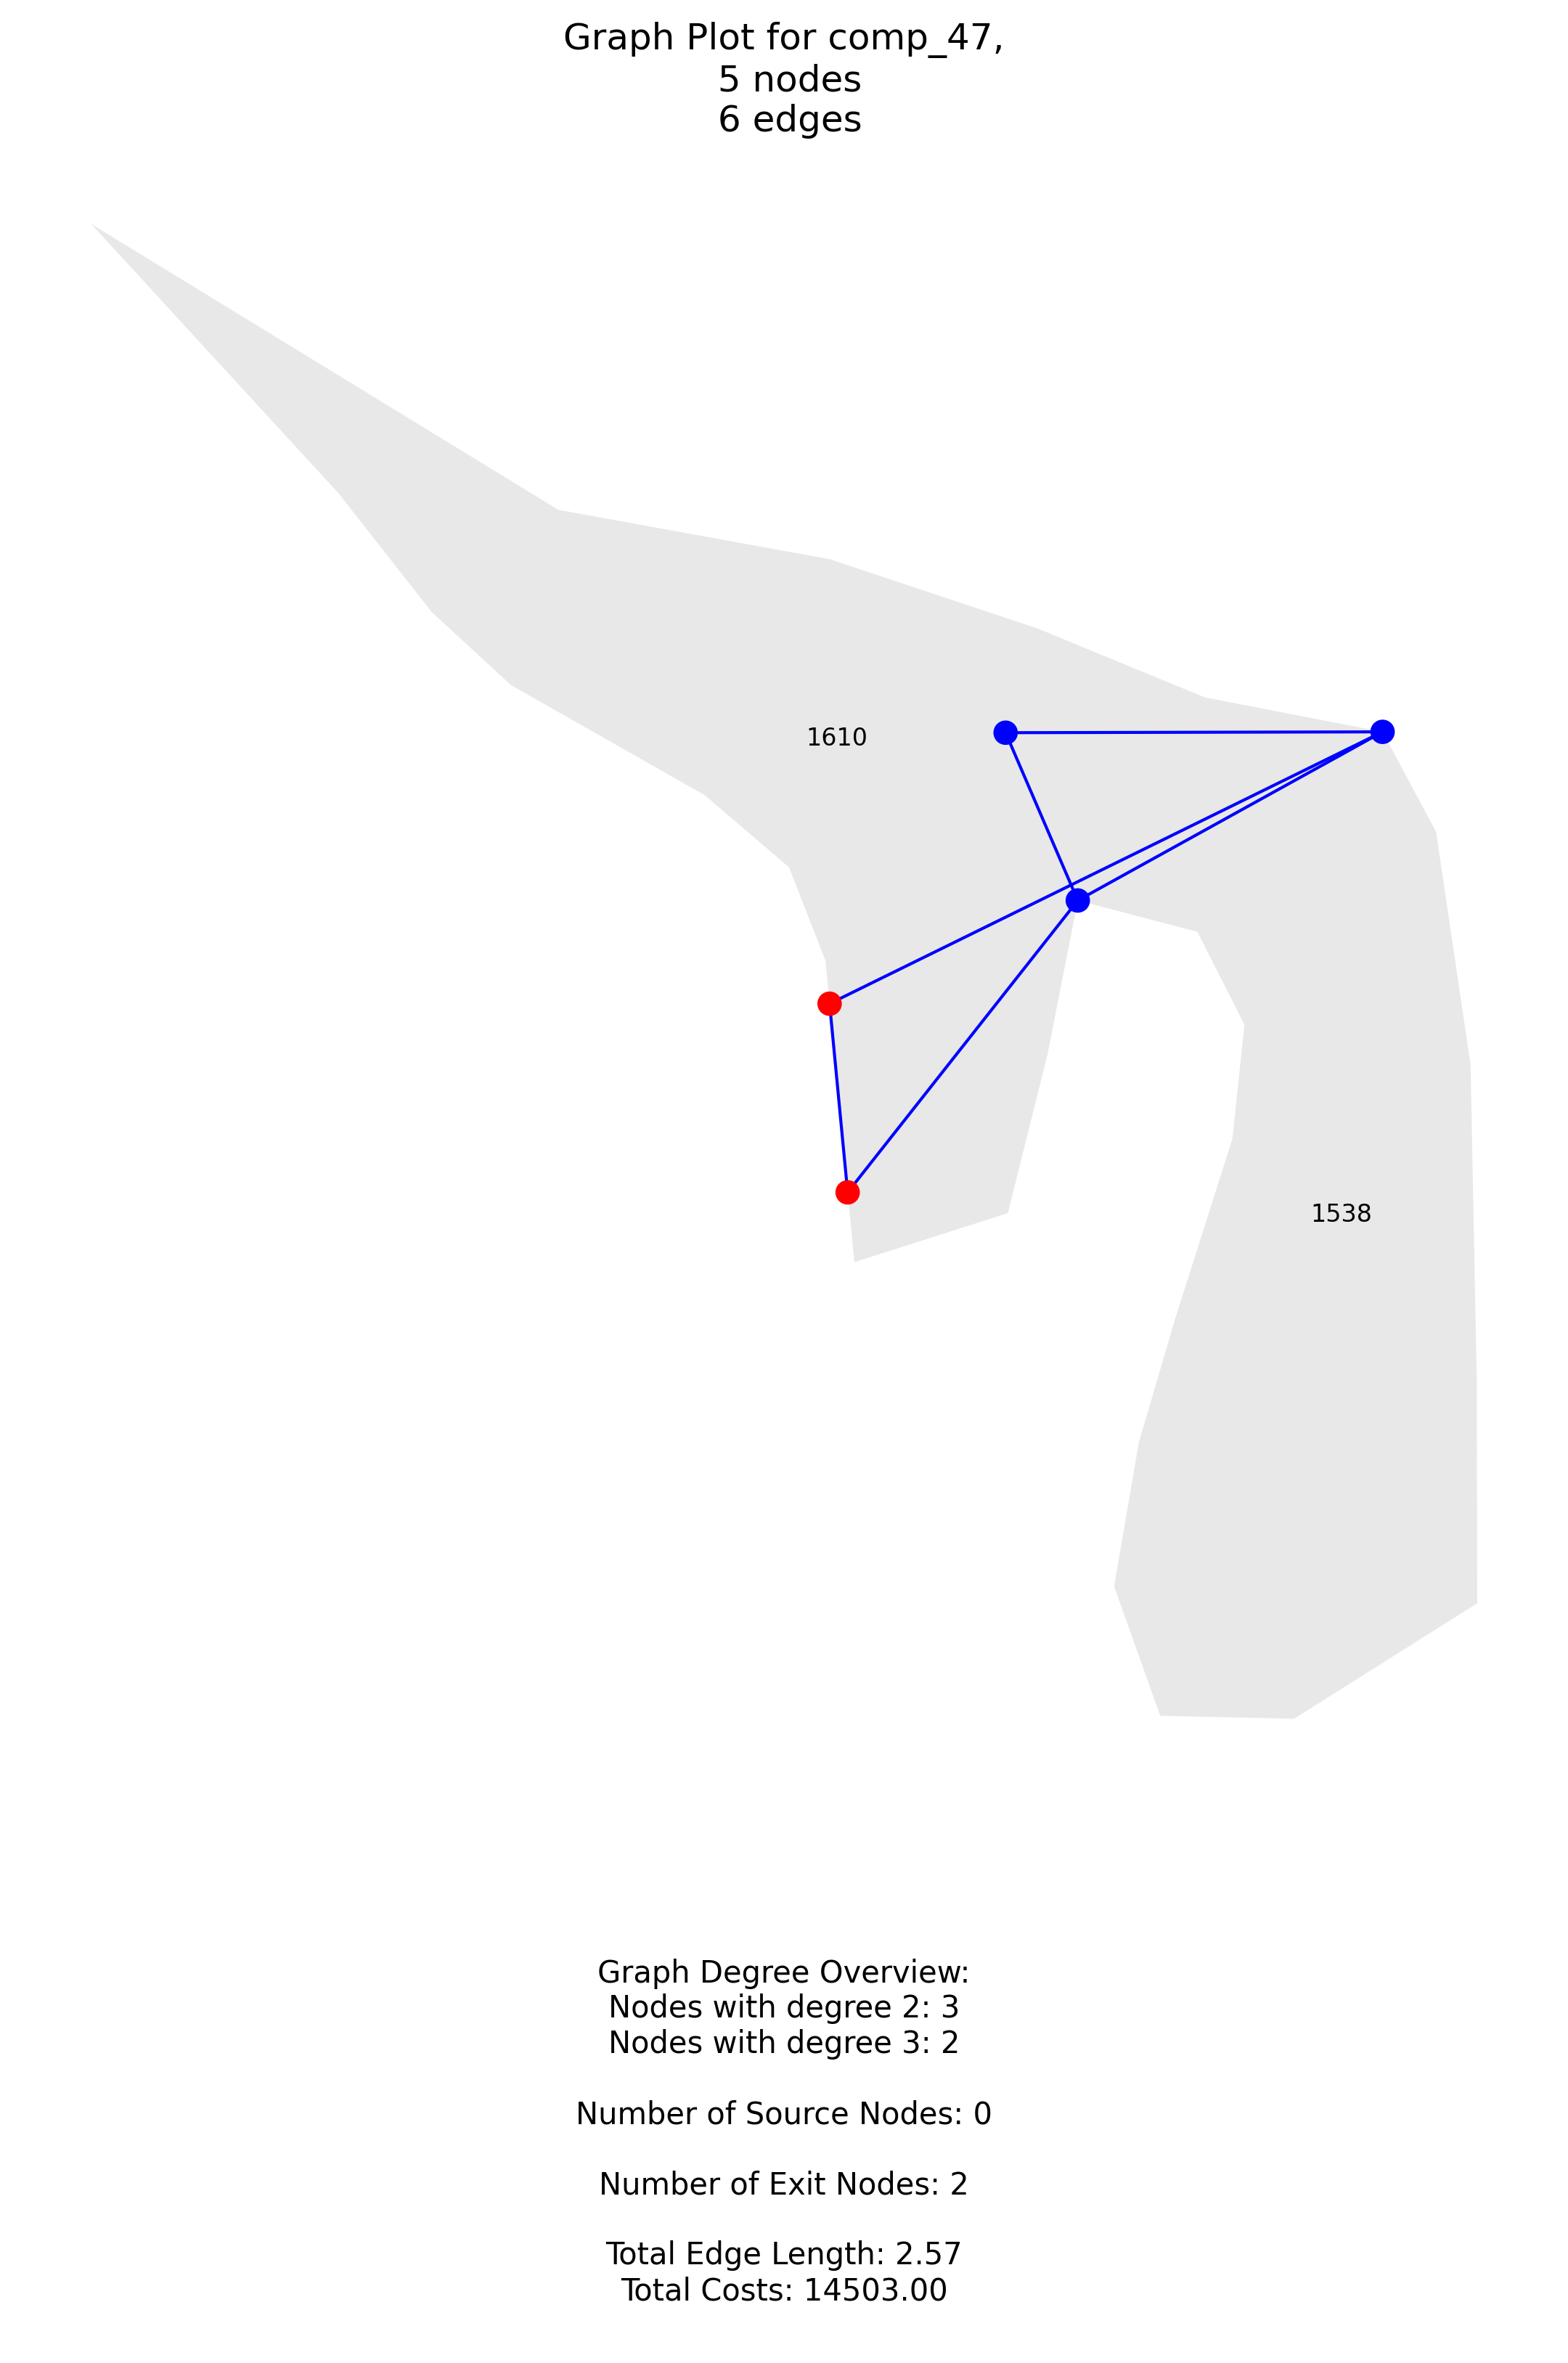 Graph Plot for comp_47,
5 nodes
6 edges
1610
1538
Graph Degree Overview:
Nodes with degree 2: 3
Nodes with degree 3: 2
Number of Source Nodes: 0
Number of Exit Nodes: 2
Total Edge Length: 2.57
Total Costs: 14503.00